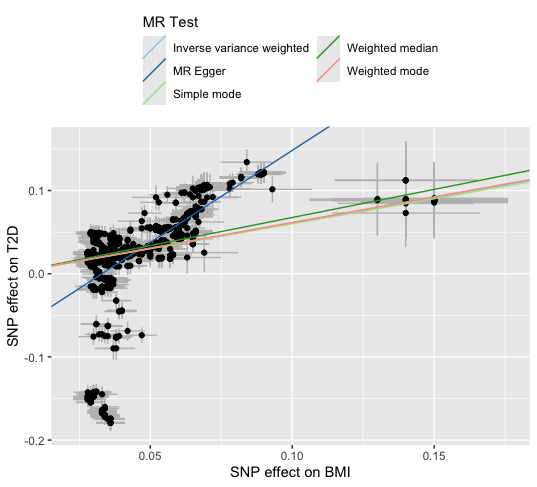 MR Test
Inverse variance weighted
Weighted median
MR Egger
Weighted mode
Simple mode
SNP effect on T2D
0.1
0.0
-0.1
-0.2
0.05
0.10
0.15
SNP effect on BMI